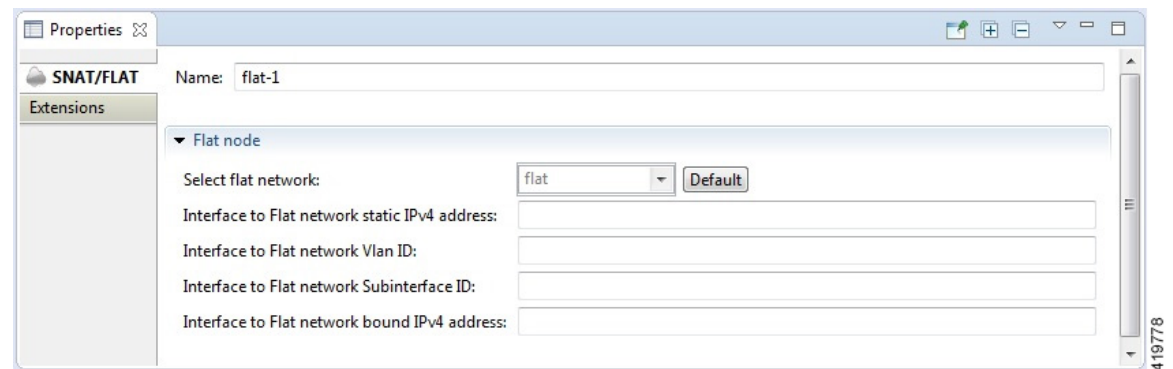 Properties
SNAT/FLAT
Name: flat-1
Extensions
Flat node
Select flat network: flat Default
Interface to Flat network static IPv4 address:
Interface to Flat network Vlan ID:
Interface to Flat network Subinterface ID:
Interface to Flat network bound IPv4 address:
419778